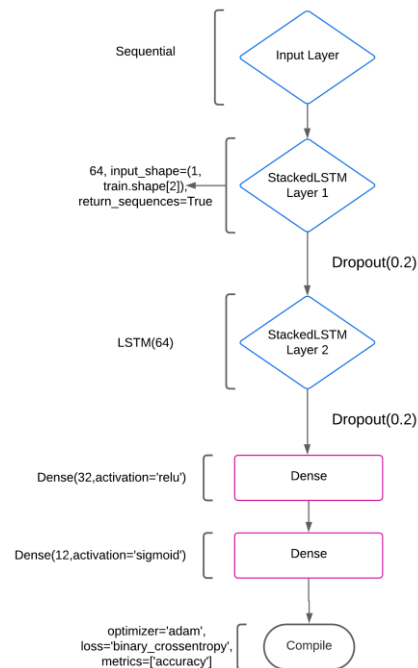 Sequential
Input Layer
64, input_shape=(1,
train.shape[2]),
return_sequences=True
StackedLSTM
Layer 1
Dropout(0.2)
LSTM(64)
StackedLSTM
Layer 2
Dropout(0.2)
Dense(32,activation='relu')
Dense
Dense(12,activation='sigmoid')
Dense
optimizer='adam',
loss='binary_crossentropy',
metrics=['accuracy']
Compile